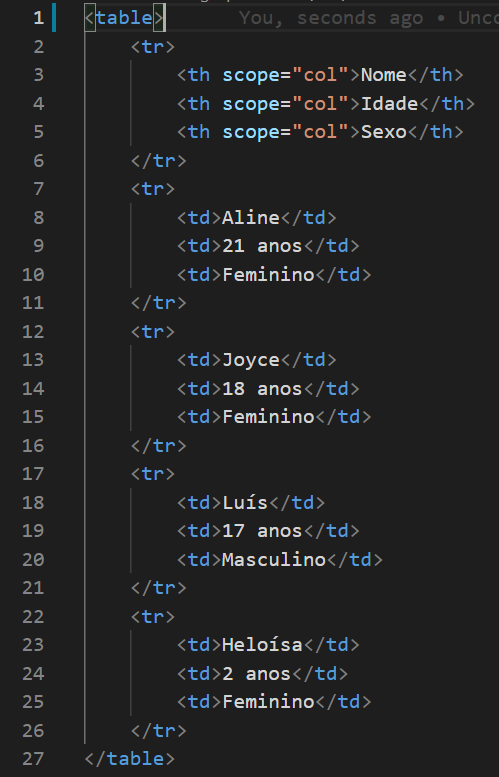 1 <table> You, seconds ago • Unco
2 <tr>
3 <th scope="col">Nome</th>
4 <th scope="col">Idade</th>
5 <th scope="col">Sexo</th>
6 </tr>
7 <tr>
8 <td>Aline</td>
9 <td>21 anos</td>
10 <td>Feminino</td>
11 </tr>
12 <tr>
13 <td>Joyce</td>
14 <td>18 anos</td>
15 <td>Feminino</td>
16 </tr>
17 <tr>
18 <td>Luís</td>
19 <td>17 anos</td>
20 <td>Masculino</td>
21 </tr>
22 <tr>
23 <td>Heloísa</td>
24 <td>2 anos</td>
25 <td>Feminino</td>
26 </tr>
27 </table>